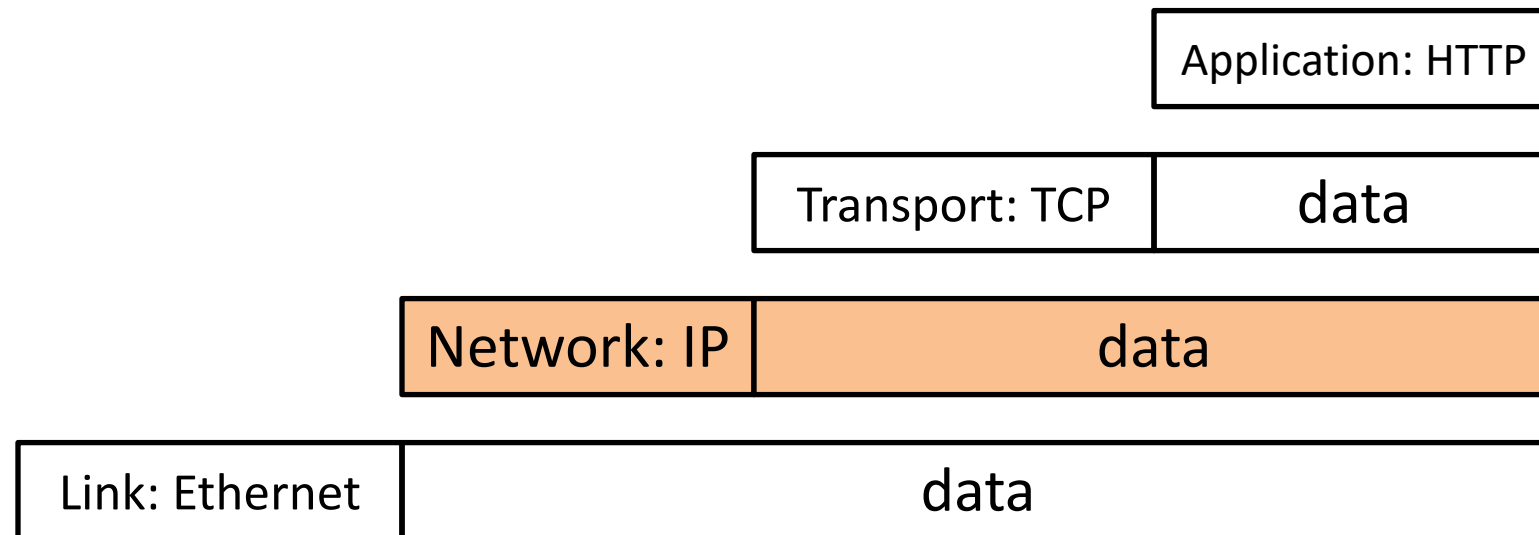 Application: HTTP
Transport: TCP data
Network: IP data
Link: Ethernet data